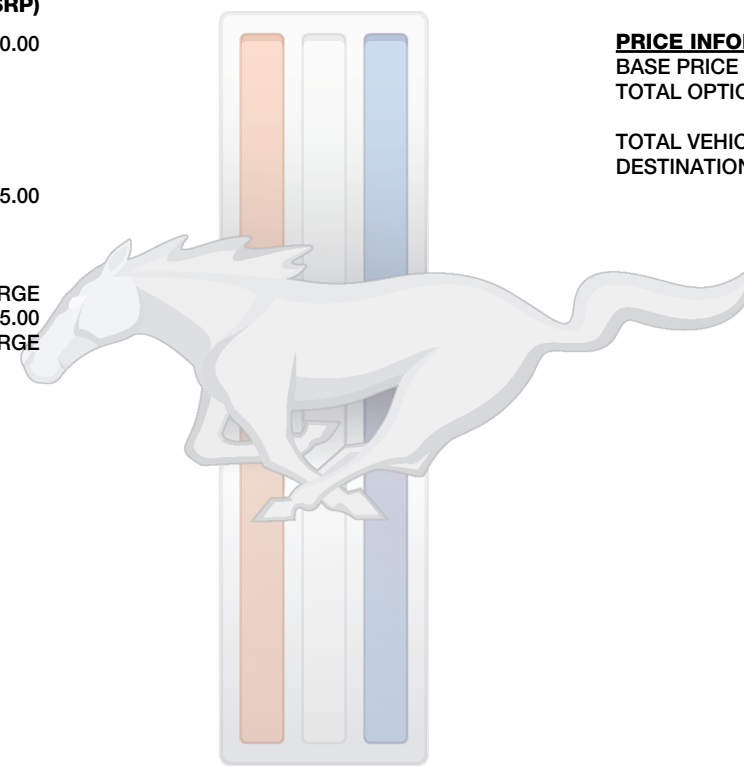 SRP)
0.00
5.00
RGE
5.00
RGE
PRICE INFO
BASE PRICE
TOTAL OPTIO
TOTAL VEHIC
DESTINATION